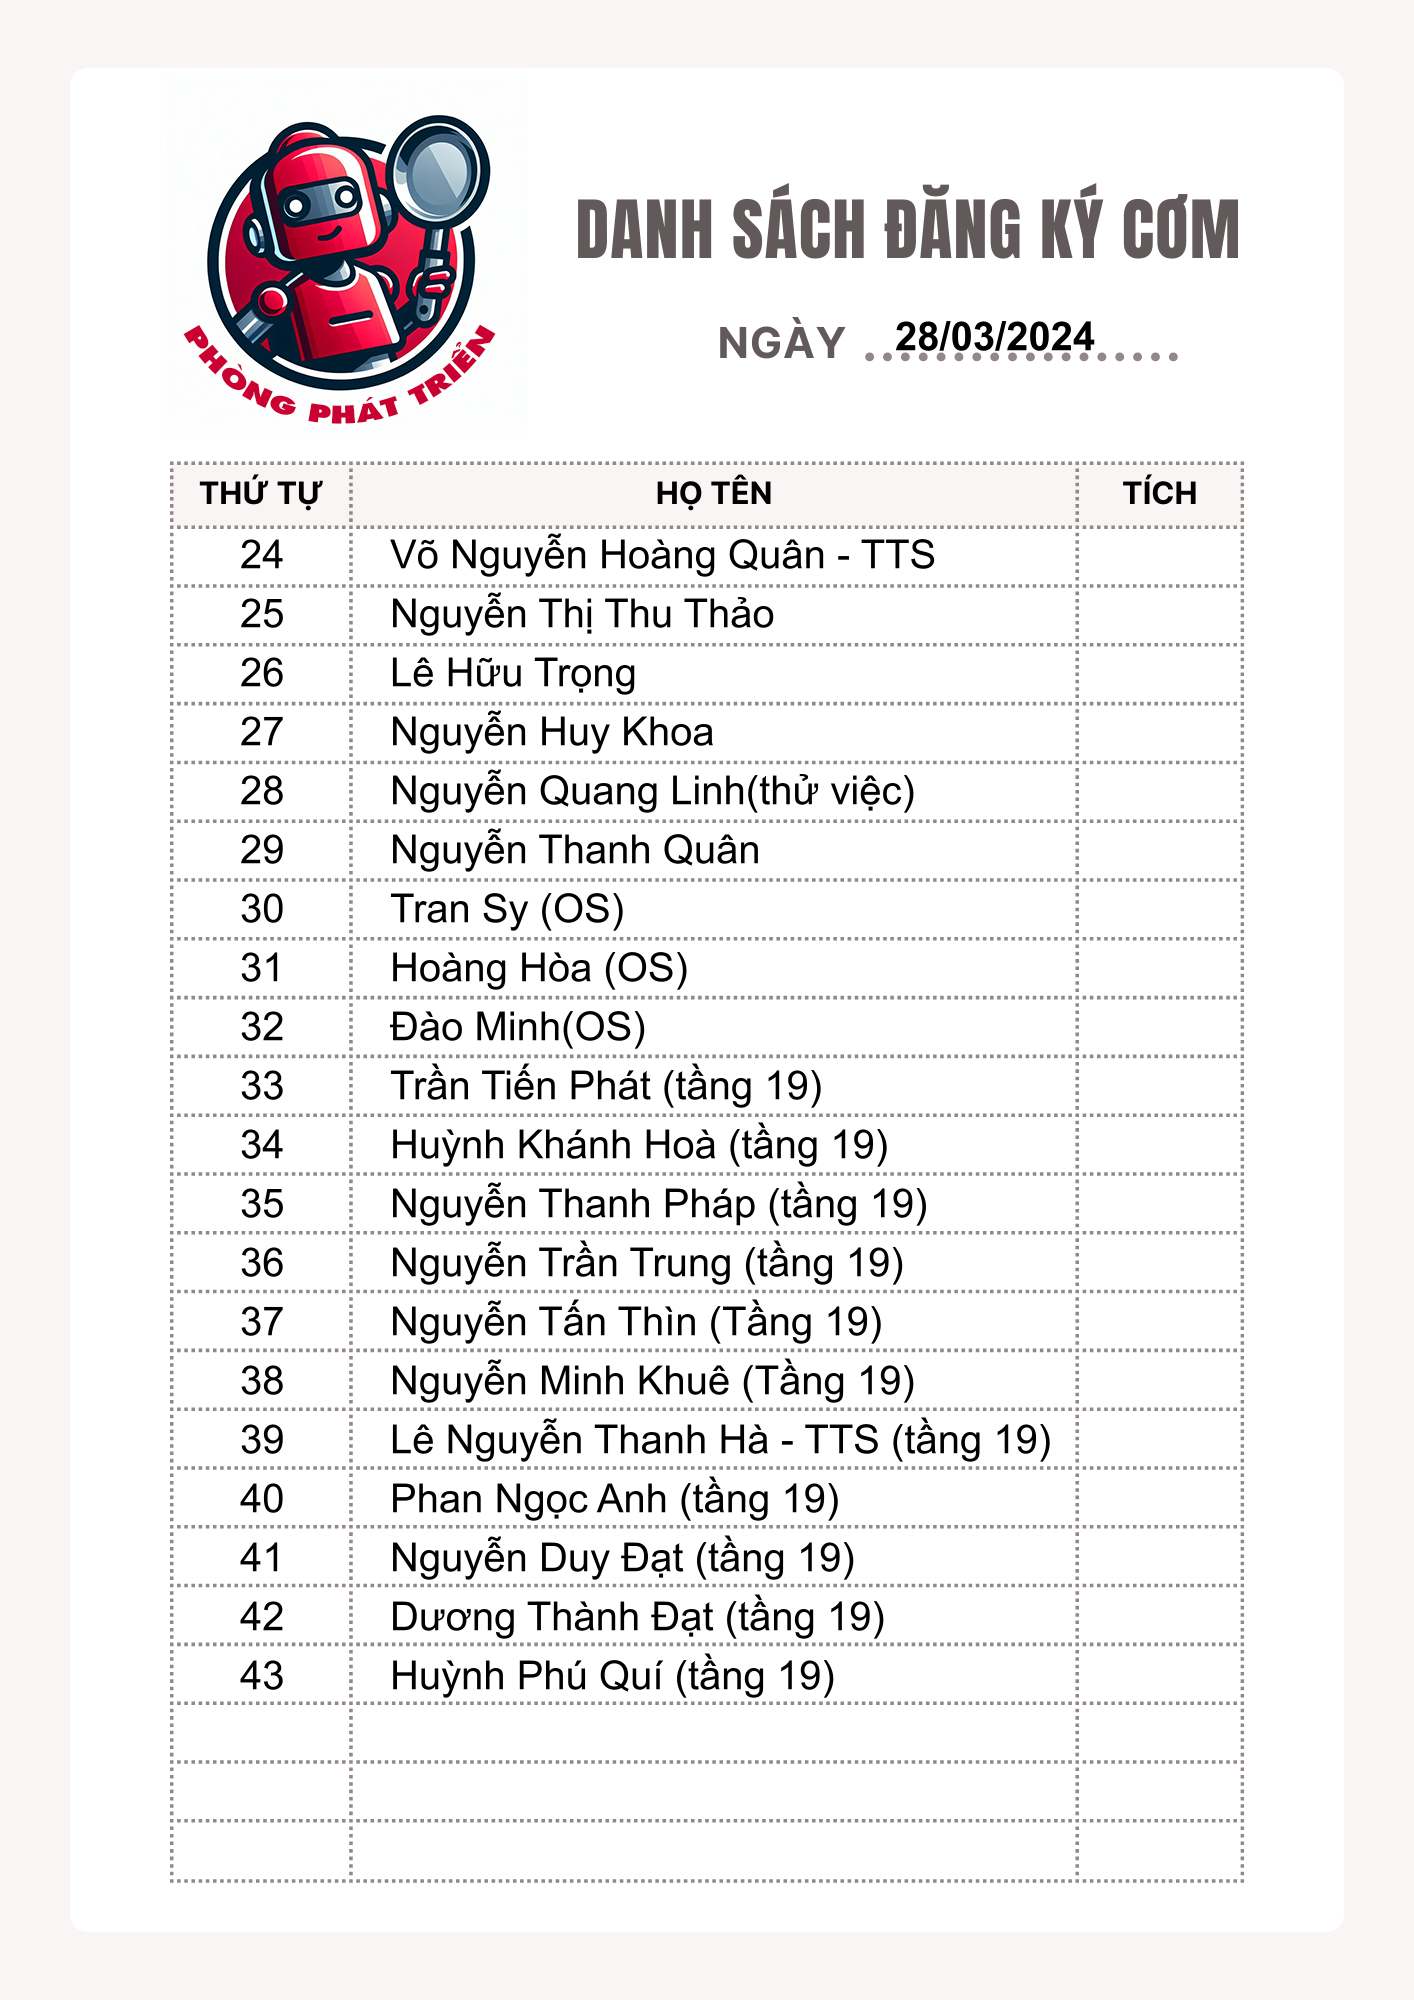 PHÒNG PHÁT TRIỂN
DANH SÁCH ĐĂNG KÝ CƠM
NGÀY 28/03/2024
THỨ TỰ HỌ TÊN TÍCH
24 Võ Nguyễn Hoàng Quân - TTS
25 Nguyễn Thị Thu Thảo
26 Lê Hữu Trọng
27 Nguyễn Huy Khoa
28 Nguyễn Quang Linh(thử việc)
29 Nguyễn Thanh Quân
30 Tran Sy (OS)
31 Hoàng Hòa (OS)
32 Đào Minh(OS)
33 Trần Tiến Phát (tầng 19)
34 Huỳnh Khánh Hoà (tầng 19)
35 Nguyễn Thanh Pháp (tầng 19)
36 Nguyễn Trần Trung (tầng 19)
37 Nguyễn Tấn Thìn (Tầng 19)
38 Nguyễn Minh Khuê (Tầng 19)
39 Lê Nguyễn Thanh Hà - TTS (tầng 19)
40 Phan Ngọc Anh (tầng 19)
41 Nguyễn Duy Đạt (tầng 19)
42 Dương Thành Đạt (tầng 19)
43 Huỳnh Phú Quí (tầng 19)